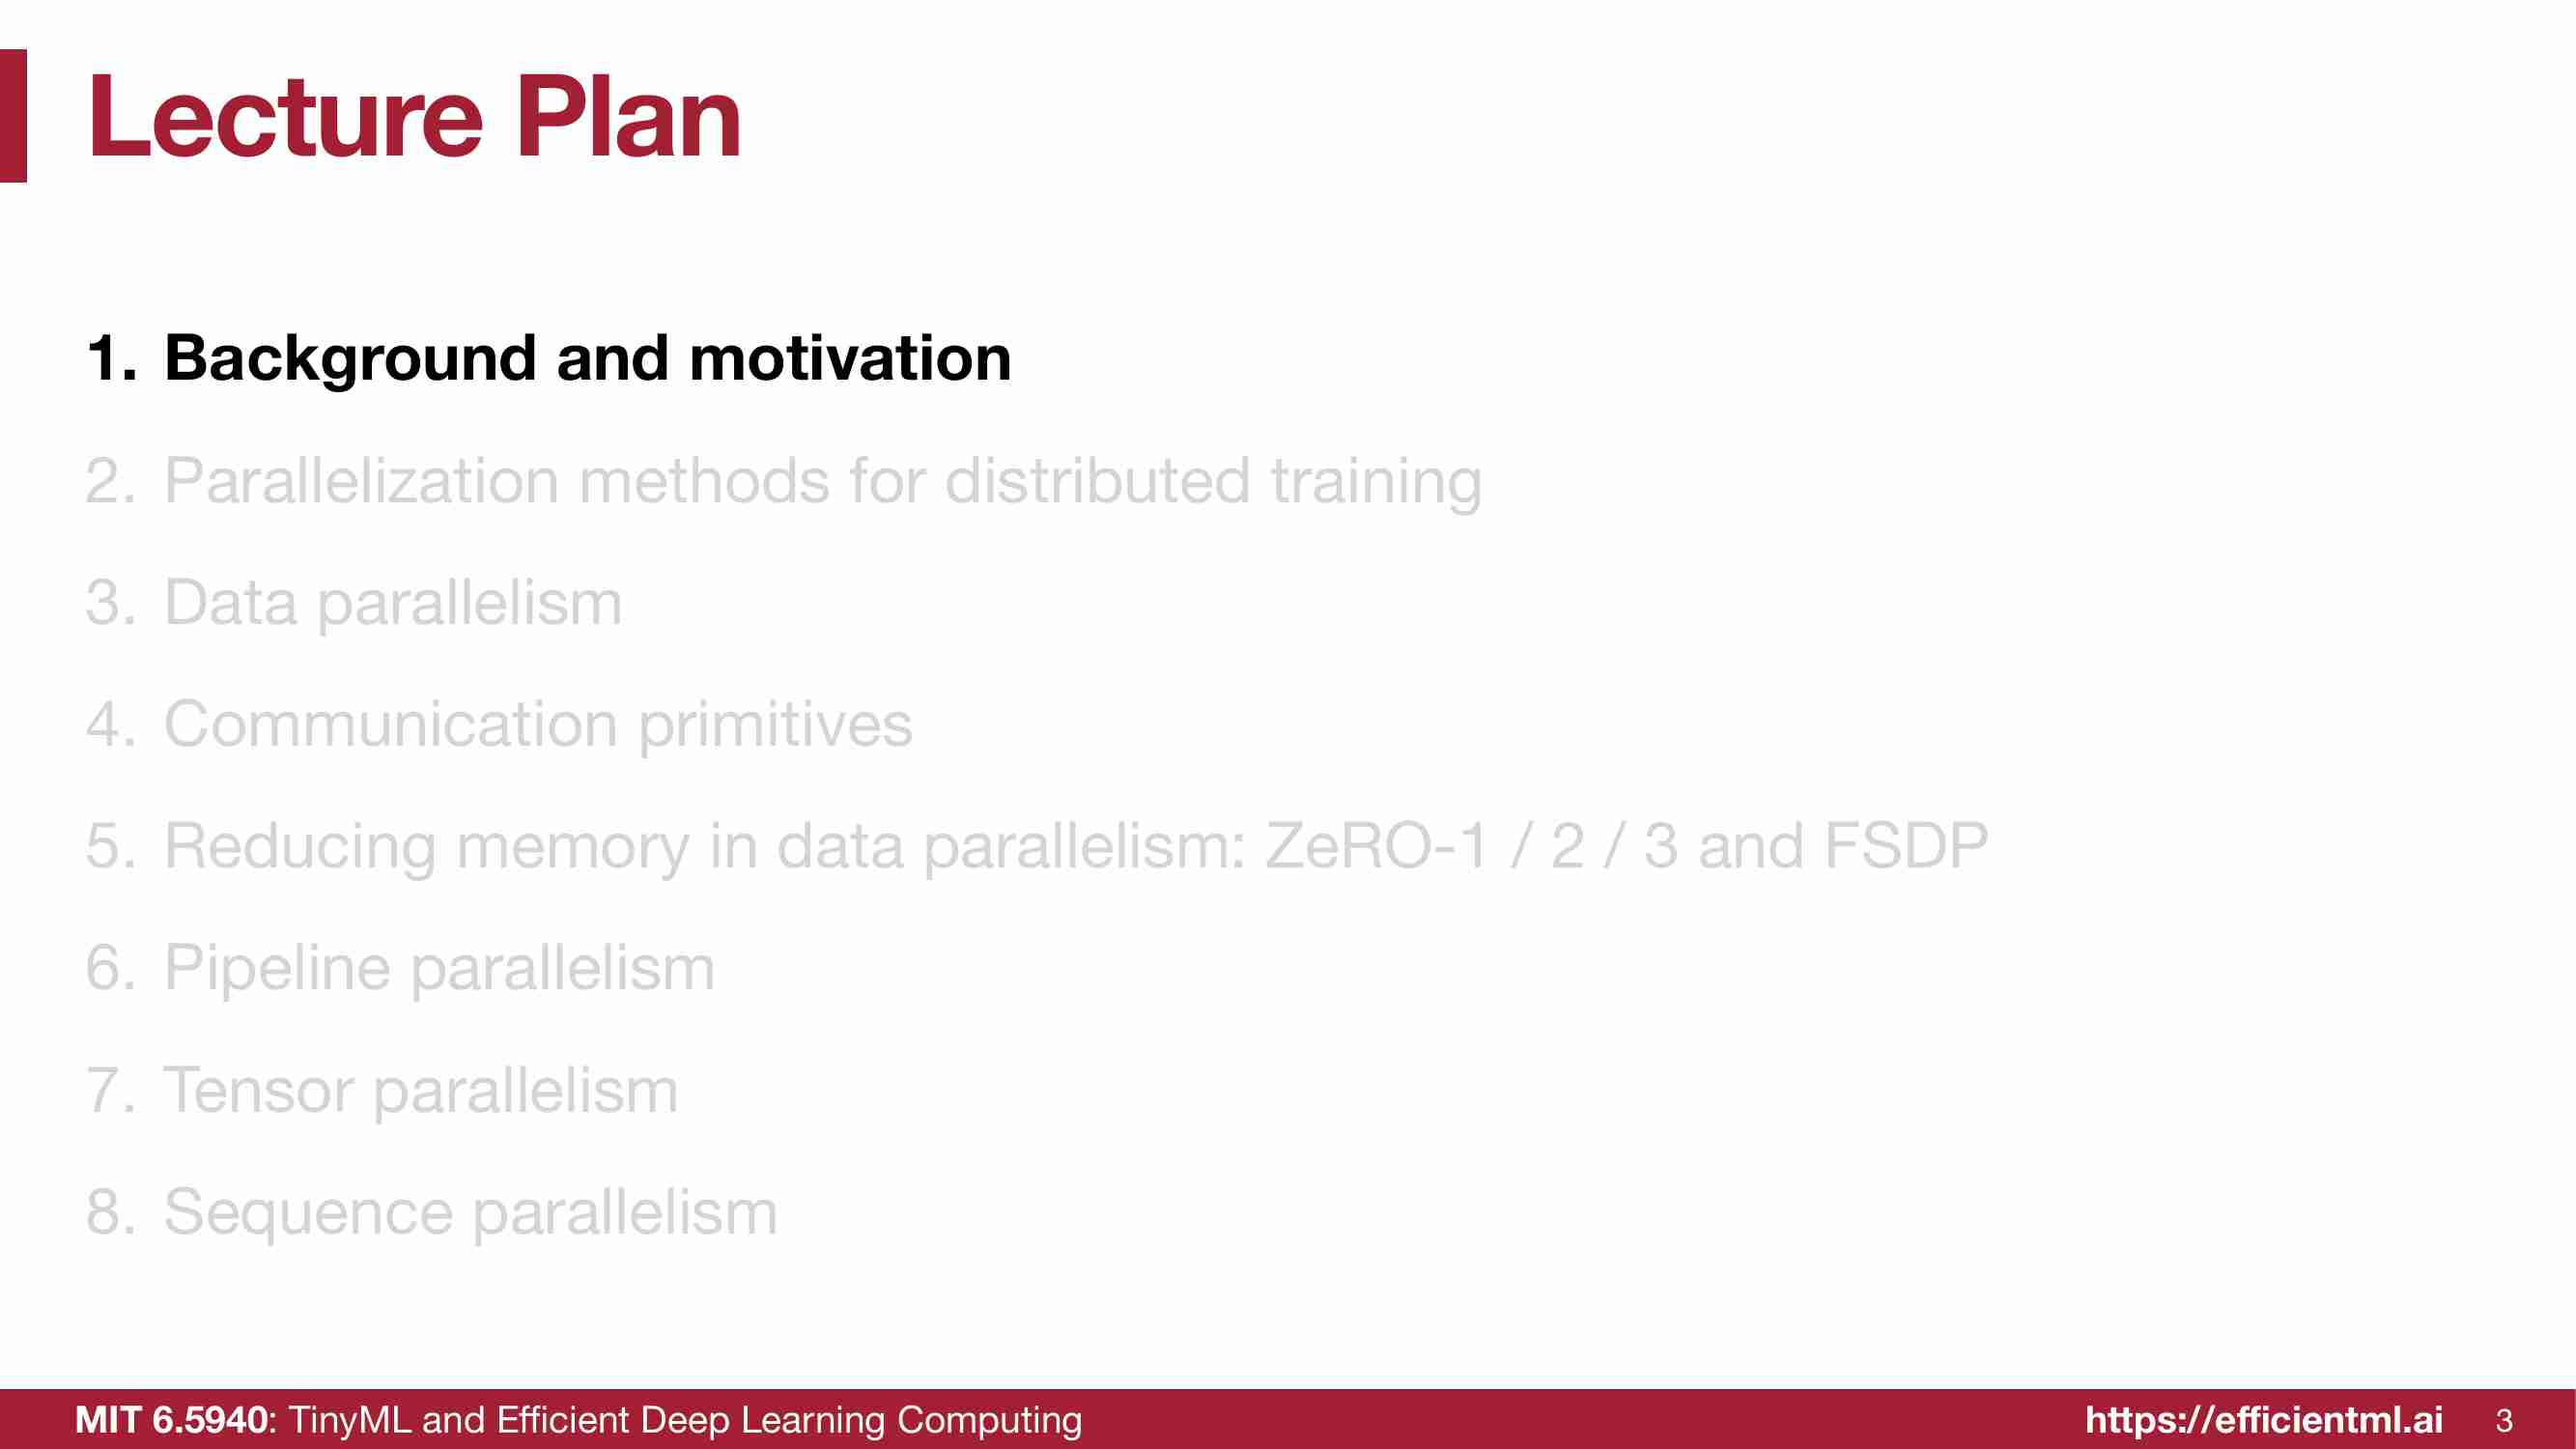 Lecture Plan
1. Background and motivation
2. Parallelization methods for distributed training
3. Data parallelism
4. Communication primitives
5. Reducing memory in data parallelism: ZeRO-1 / 2 / 3 and FSDP
6. Pipeline parallelism
7. Tensor parallelism
8. Sequence parallelism
MIT 6.5940: TinyML and Efficient Deep Learning Computing
https://efficientml.ai
3